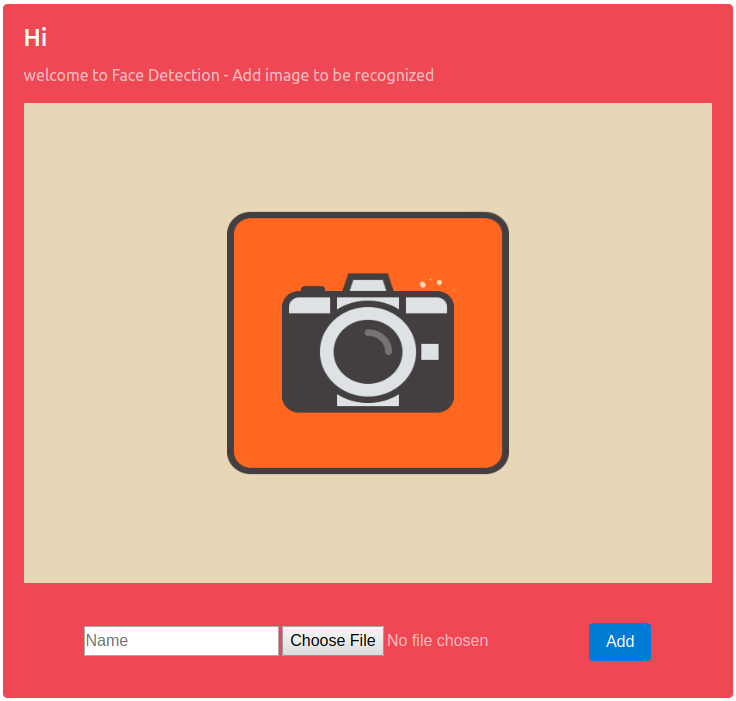 Hi
welcome to Face Detection - Add image to be recognized
Name Choose File No file chosen Add